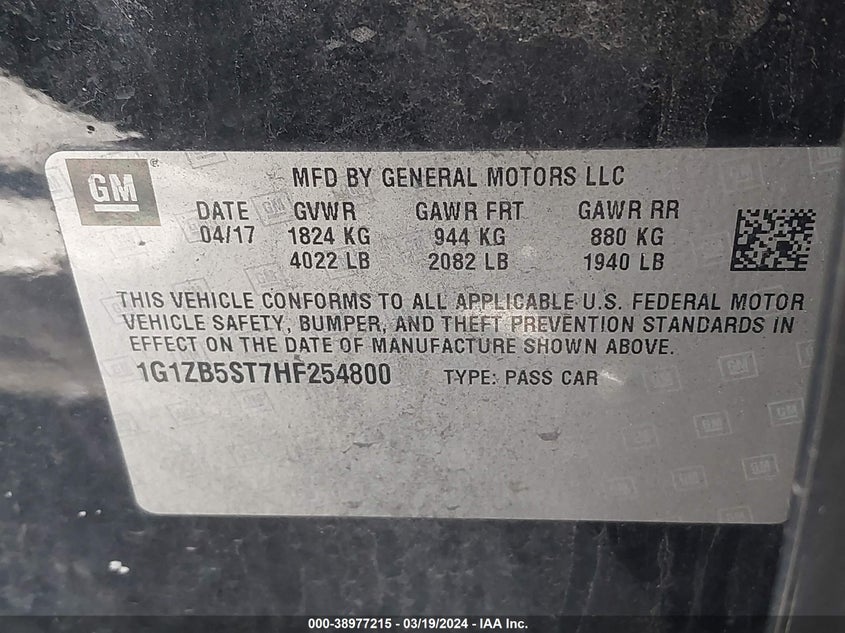 GM
MFD BY GENERAL MOTORS LLC
DATE GVWR GAWR FRT GAWR RR
04/17 1824 KG 944 KG 880 KG
4022 LB 2082 LB 1940 LB
THIS VEHICLE CONFORMS TO ALL APPLICABLE U.S. FEDERAL MOTOR
VEHICLE SAFETY, BUMPER, AND THEFT PREVENTION STANDARDS IN
EFFECT ON THE DATE OF MANUFACTURE SHOWN ABOVE.
1G1ZB5ST7HF254800 TYPE: PASS CAR
000-38977215 - 03/19/2024 - IAA Inc.